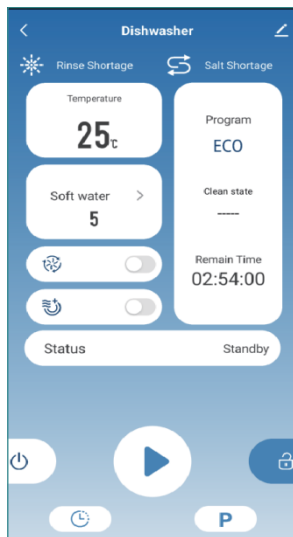 Dishwasher
Rinse Shortage
Salt Shortage
Temperature
25℃
Soft water >
5
Program
ECO
Clean state
-----
Remain Time
02:54:00
Status Standby
P